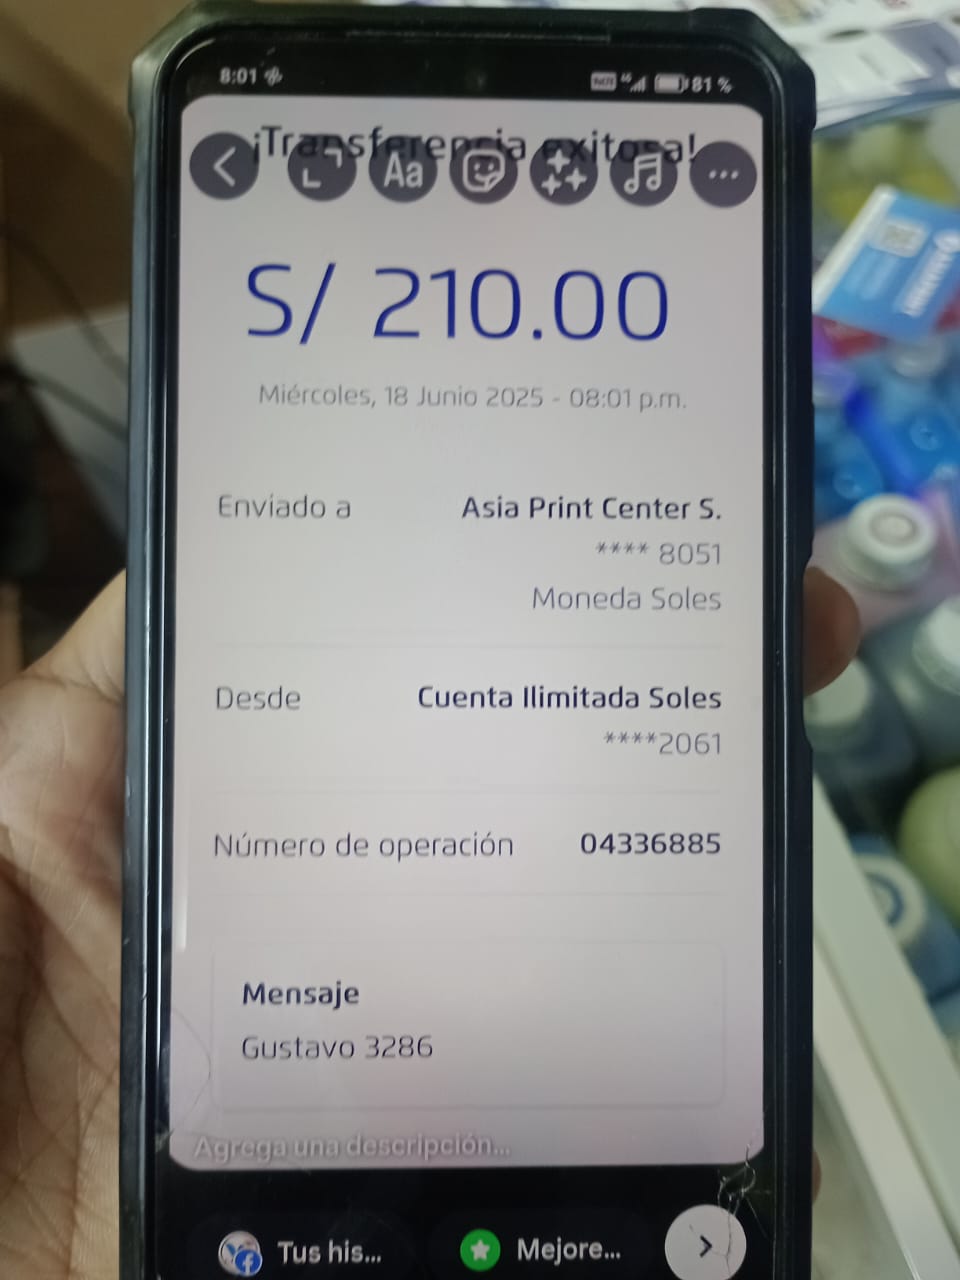 8:01
81 %
¡Transferencia exitosa!
Aa
S/ 210.00
Miércoles, 18 Junio 2025 - 08:01 p.m.
Enviado a Asia Print Center S.
**** 8051
Moneda Soles
Desde Cuenta Ilimitada Soles
****2061
Número de operación 04336885
Mensaje
Gustavo 3286
Agrega una descripción...
Tus his... Mejore...